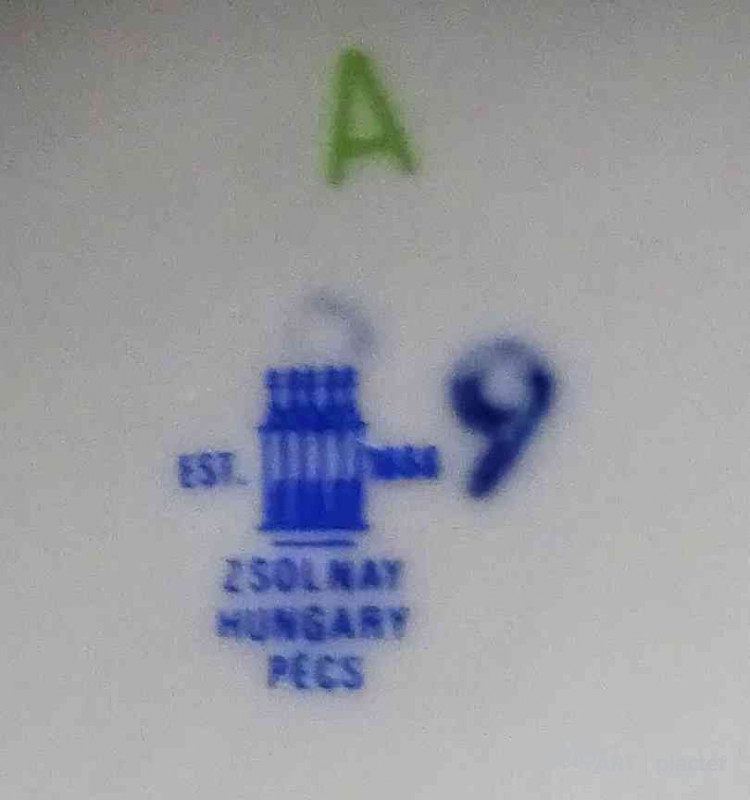 A
9
EST.
ZSOLNAY
HUNGARY
PECS